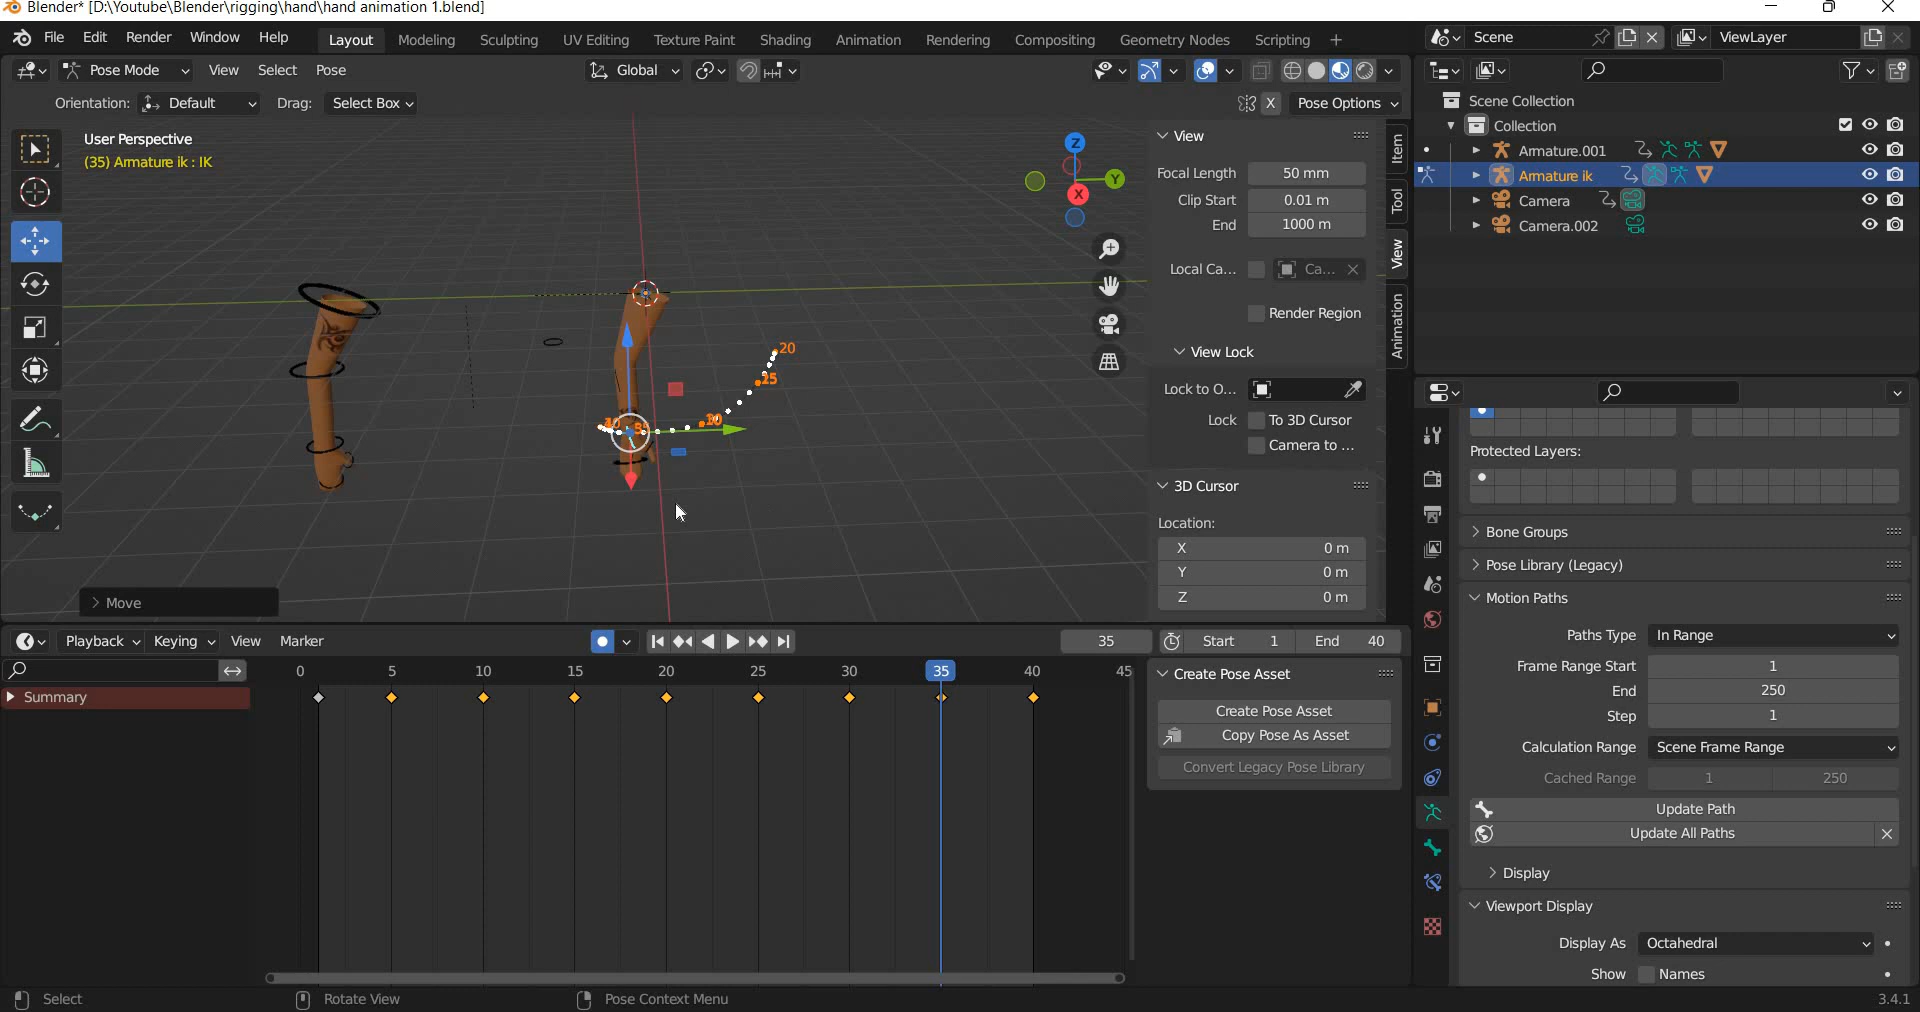 Blender* [D:\Youtube\Blender\rigging\hand\hand animation 1.blend]
File Edit Render Window Help Layout Modeling Sculpting UV Editing Texture Paint Shading Animation Rendering Compositing Geometry Nodes Scripting + Scene ViewLayer
Pose Mode View Select Pose Global
Orientation: Default Drag: Select Box X Pose Options
User Perspective
(35) Armature ik : IK
Z
Y
X
20
25
30
35
View
Focal Length 50 mm
Clip Start 0.01 m
End 1000 m
Local Ca... Ca...
Render Region
View Lock
Lock to O...
Lock To 3D Cursor
Camera to ...
3D Cursor
Location:
X 0 m
Y 0 m
Z 0 m
Item
Tool
View
Animation
Move
Scene Collection
Collection
Armature.001
Armature ik
Camera
Camera.002
Protected Layers:
Bone Groups
Pose Library (Legacy)
Motion Paths
Paths Type In Range
Frame Range Start 1
End 250
Step 1
Calculation Range Scene Frame Range
Cached Range 1 250
Update Path
Update All Paths
Display
Viewport Display
Display As Octahedral
Show Names
Playback Keying View Marker 35 Start 1 End 40
0 5 10 15 20 25 30 35 40 45
Summary
Create Pose Asset
Create Pose Asset
Copy Pose As Asset
Convert Legacy Pose Library
Select Rotate View Pose Context Menu 3.4.1